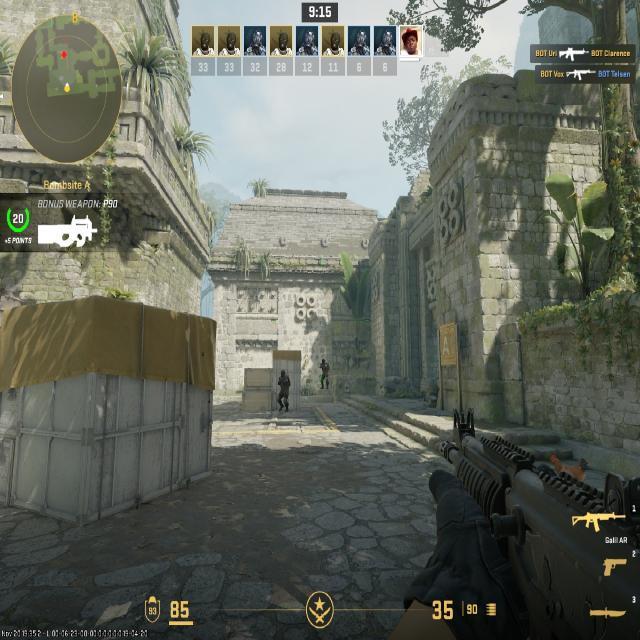 9:15
B
33 33 32 28 12 11 6 6
BOT Uri BOT Clarence
BOT Vox BOT Telsen
Bombsite A
BONUS WEAPON: P90
20
+5 POINTS
1
Galil AR
2
3
93 85
35 | 90